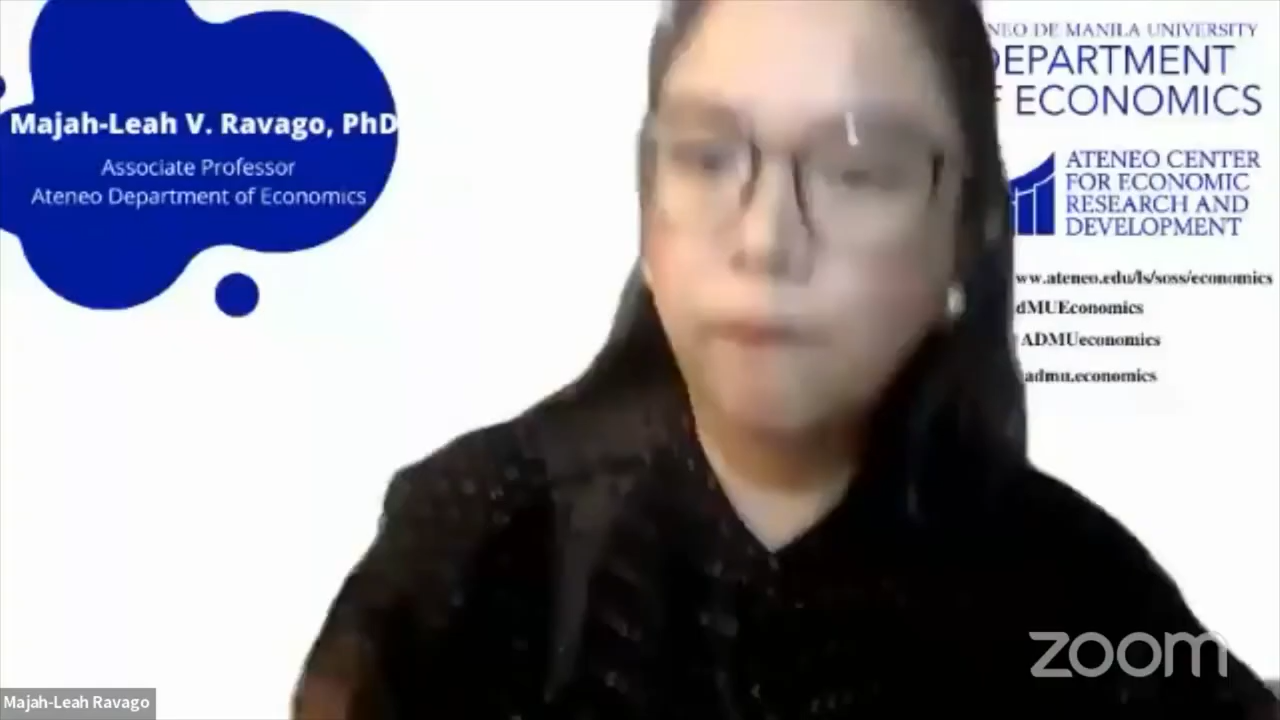 Majah-Leah V. Ravago, PhD
Associate Professor
Ateneo Department of Economics
NEO DE MANILA UNIVERSITY
DEPARTMENT
F ECONOMICS
ATENEO CENTER
FOR ECONOMIC
RESEARCH AND
DEVELOPMENT
ww.ateneo.edu/ls/soss/economics
dMUEconomics
ADMUeconomics
admu.economics
zoom
Majah-Leah Ravago